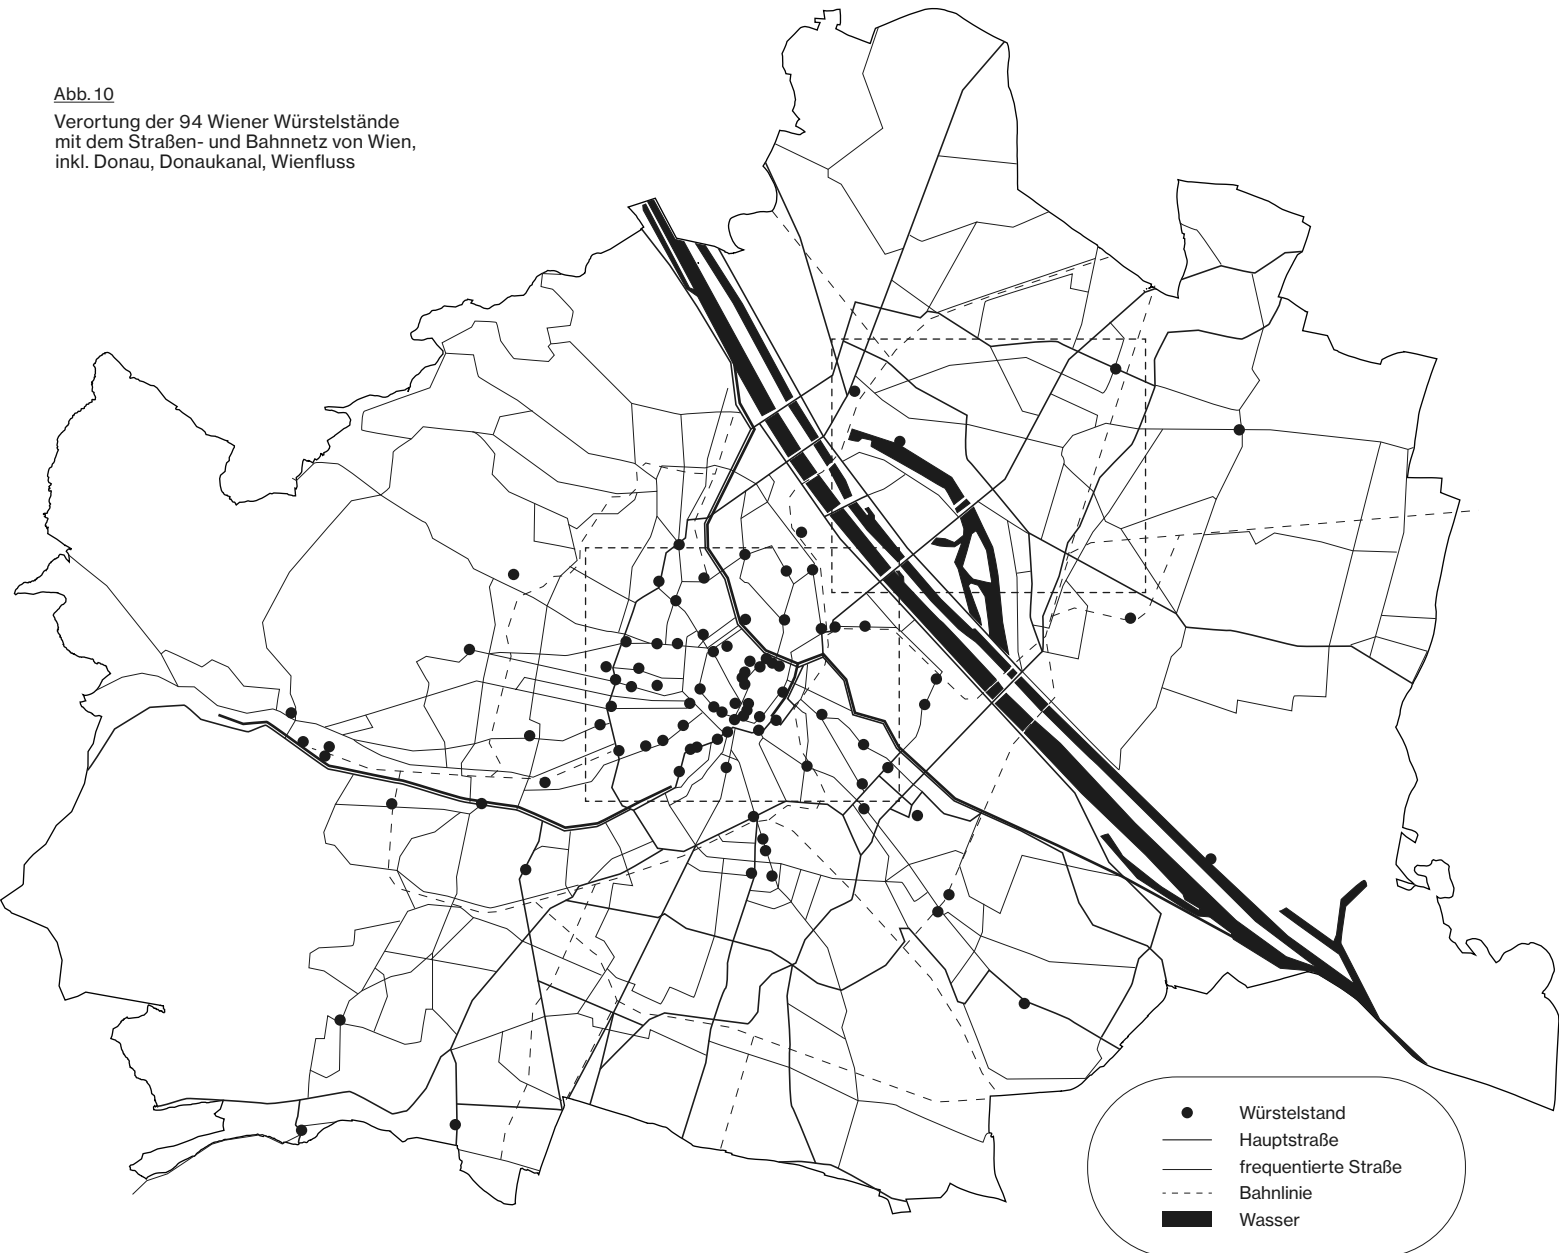 Abb. 10
Verortung der 94 Wiener Würstelstände
mit dem Straßen- und Bahnnetz von Wien,
inkl. Donau, Donaukanal, Wienfluss
Würstelstand
Hauptstraße
frequentierte Straße
Bahnlinie
Wasser